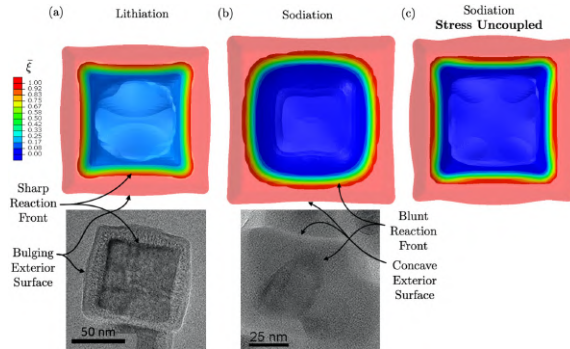 (a) Lithiation
(b) Sodiation
(c) Sodiation
Stress Uncoupled
ξ̄
1.00
0.92
0.83
0.75
0.67
0.58
0.50
0.42
0.33
0.25
0.17
0.00
Sharp
Reaction
Front
Bulging
Exterior
Surface
Blunt
Reaction
Front
Concave
Exterior
Surface
50 nm
25 nm